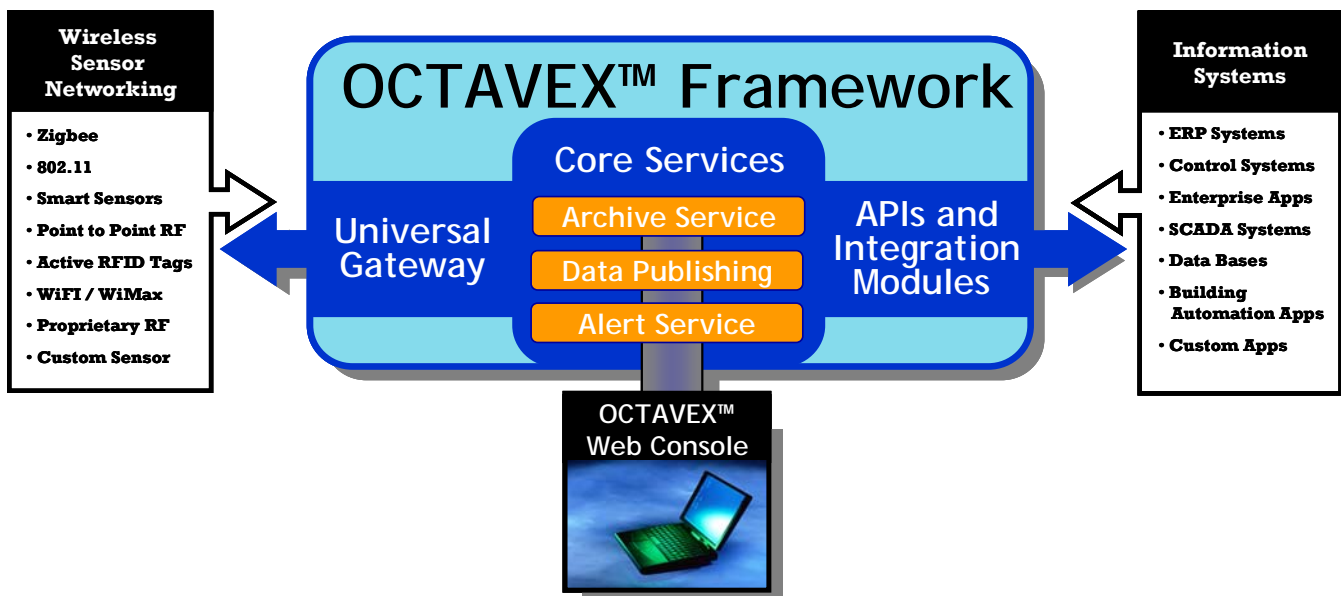 Wireless
Sensor
Networking
• Zigbee
• 802.11
• Smart Sensors
• Point to Point RF
• Active RFID Tags
• WiFI / WiMax
• Proprietary RF
• Custom Sensor
OCTAVEX™ Framework
Core Services
Archive Service
Data Publishing
Alert Service
Universal
Gateway
APIs and
Integration
Modules
OCTAVEX™
Web Console
Information
Systems
• ERP Systems
• Control Systems
• Enterprise Apps
• SCADA Systems
• Data Bases
• Building
Automation Apps
• Custom Apps